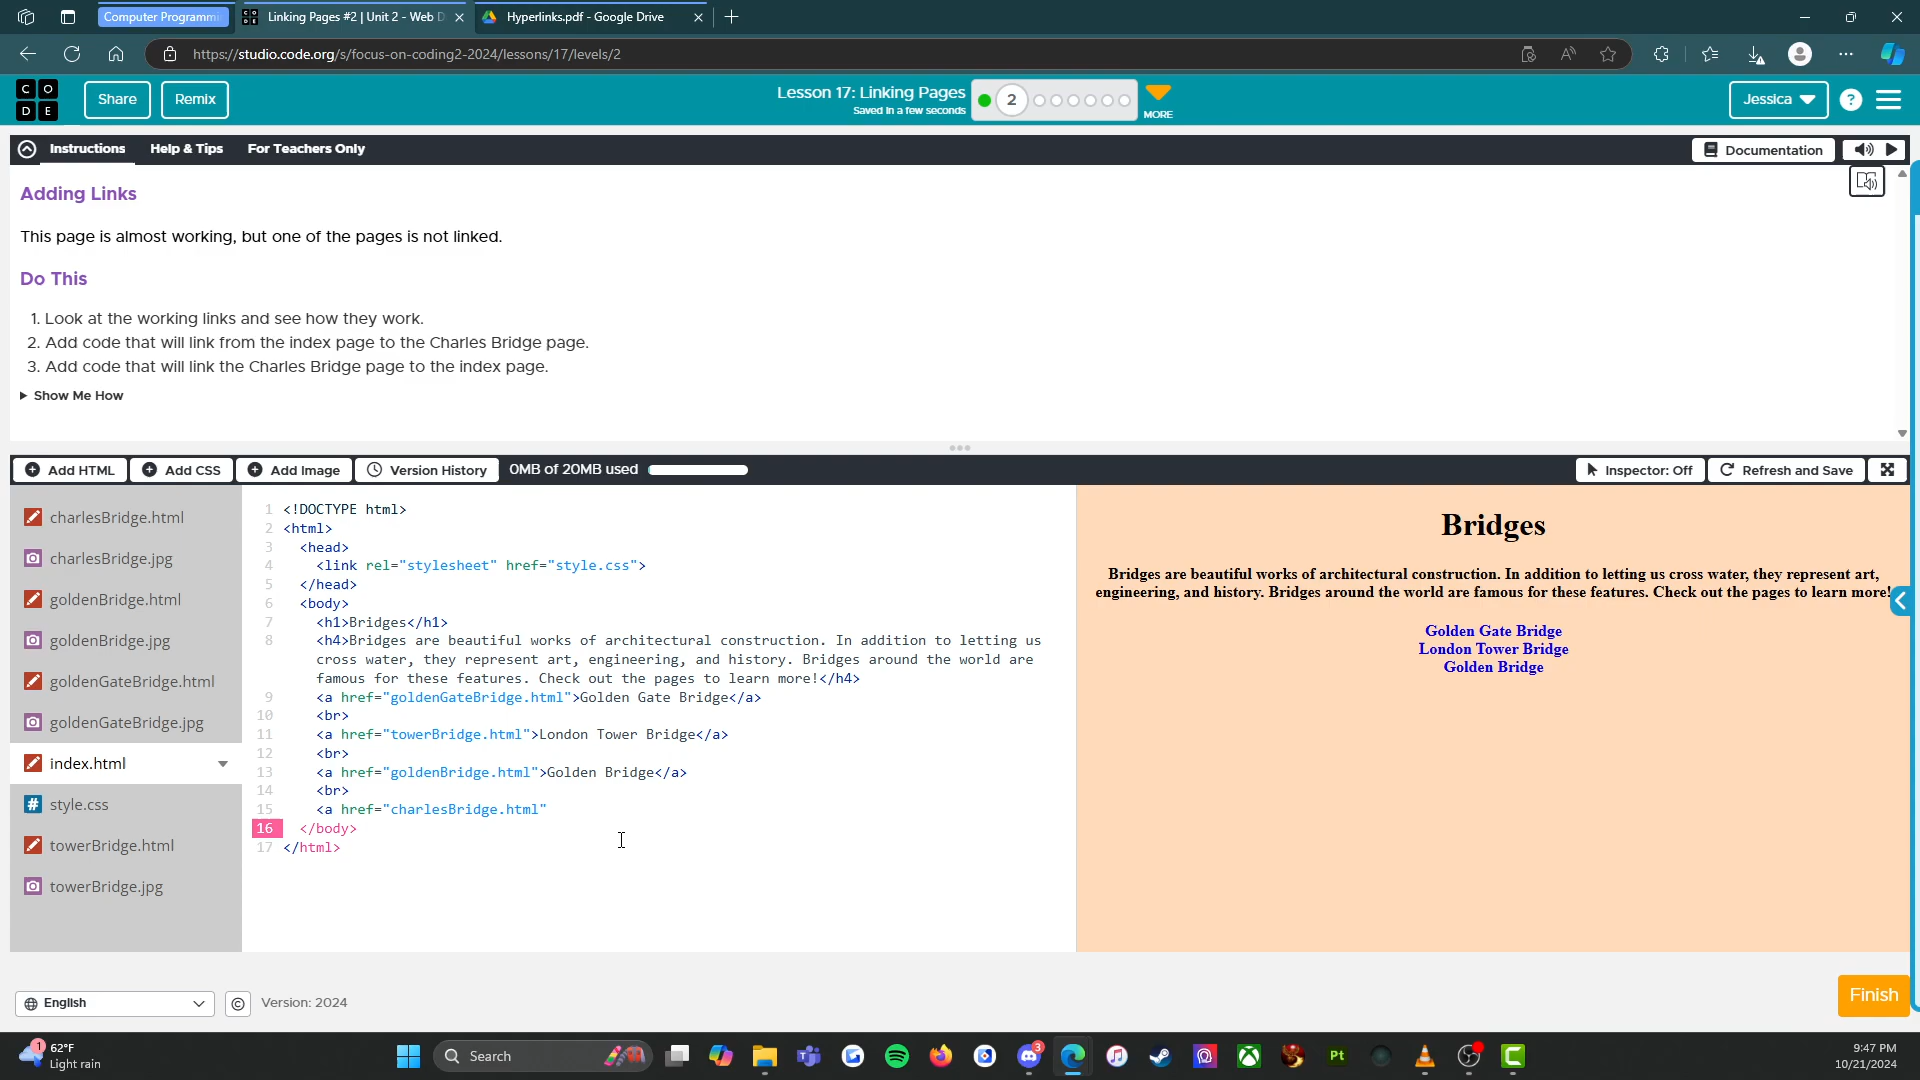 Computer Programmi
Linking Pages #2 | Unit 2 - Web D
Hyperlinks.pdf - Google Drive
https://studio.code.org/s/focus-on-coding2-2024/lessons/17/levels/2
C O
D E
Share
Remix
Lesson 17: Linking Pages
Saved in a few seconds
2
MORE
Jessica
?
Instructions
Help & Tips
For Teachers Only
Documentation
Adding Links
This page is almost working, but one of the pages is not linked.
Do This
1. Look at the working links and see how they work.
2. Add code that will link from the index page to the Charles Bridge page.
3. Add code that will link the Charles Bridge page to the index page.
Show Me How
Add HTML
Add CSS
Add Image
Version History
0MB of 20MB used
Inspector: Off
Refresh and Save
charlesBridge.html
charlesBridge.jpg
goldenBridge.html
goldenBridge.jpg
goldenGateBridge.html
goldenGateBridge.jpg
index.html
# style.css
towerBridge.html
towerBridge.jpg
1 <!DOCTYPE html>
2 <html>
3 <head>
4 <link rel="stylesheet" href="style.css">
5 </head>
6 <body>
7 <h1>Bridges</h1>
8 <h4>Bridges are beautiful works of architectural construction. In addition to letting us
cross water, they represent art, engineering, and history. Bridges around the world are
famous for these features. Check out the pages to learn more!</h4>
9 <a href="goldenGateBridge.html">Golden Gate Bridge</a>
10 <br>
11 <a href="towerBridge.html">London Tower Bridge</a>
12 <br>
13 <a href="goldenBridge.html">Golden Bridge</a>
14 <br>
15 <a href="charlesBridge.html"
16 </body>
17 </html>
Bridges
Bridges are beautiful works of architectural construction. In addition to letting us cross water, they represent art,
engineering, and history. Bridges around the world are famous for these features. Check out the pages to learn more!
Golden Gate Bridge
London Tower Bridge
Golden Bridge
English
©
Version: 2024
Finish
1
62°F
Light rain
Search
3
Pt
9:47 PM
10/21/2024